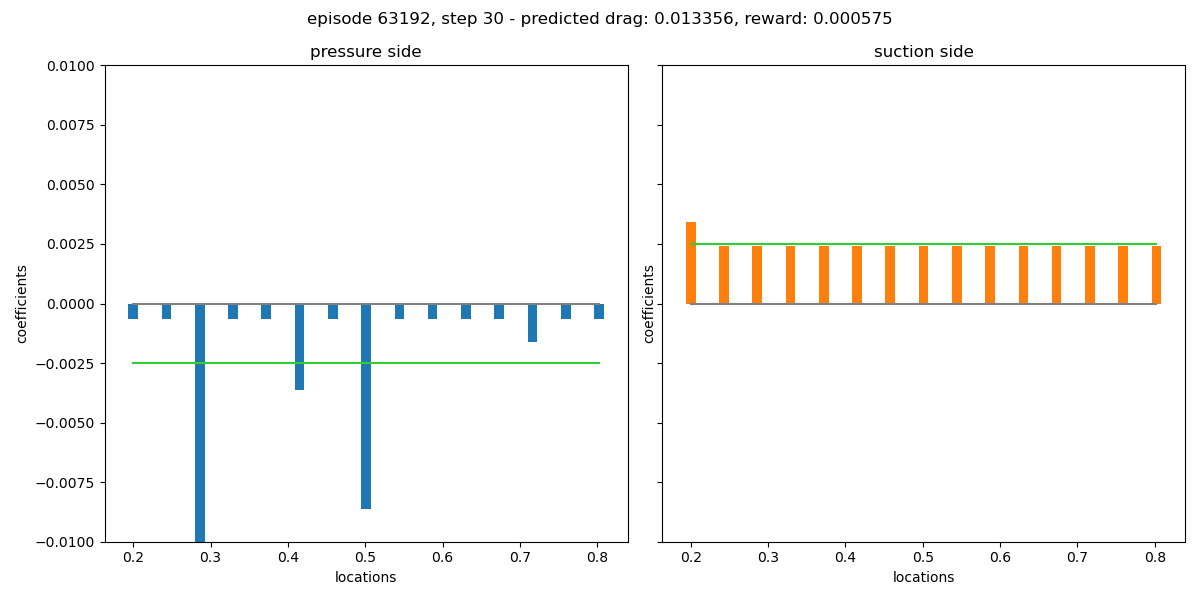 episode 63192, step 30 - predicted drag: 0.013356, reward: 0.000575
pressure side
suction side
0.0100
0.0075
0.0050
0.0025
0.0000
−0.0025
−0.0050
−0.0075
−0.0100
coefficients
coefficients
0.2 0.3 0.4 0.5 0.6 0.7 0.8
0.2 0.3 0.4 0.5 0.6 0.7 0.8
locations
locations